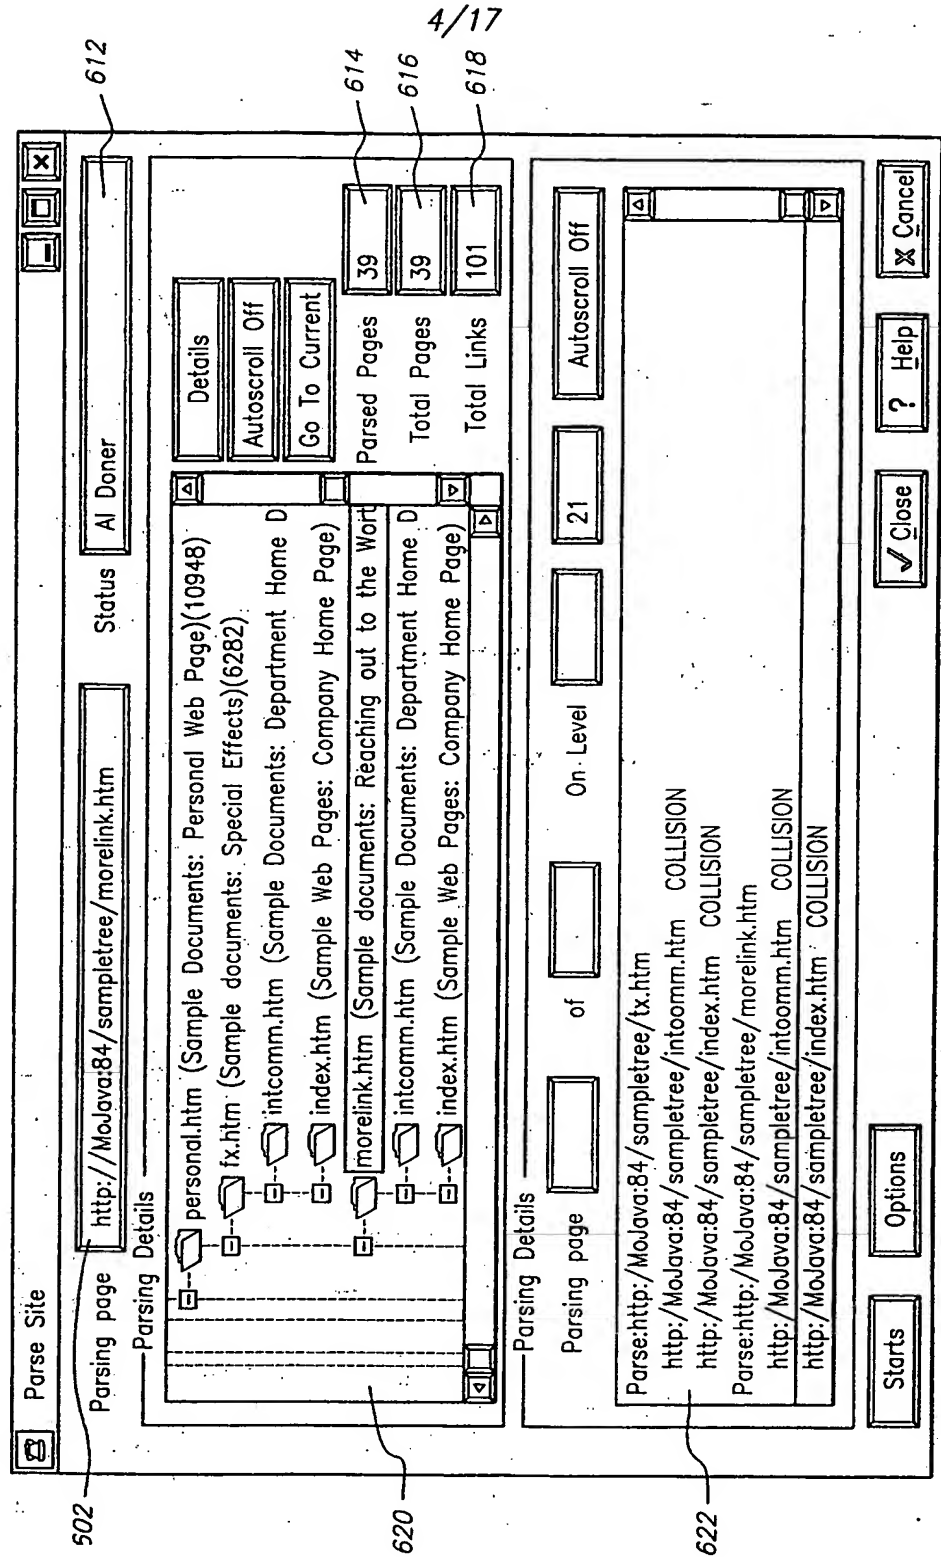 4/17
Parse Site
Parsing page
http://MoJava:84/sampletree/morelink.htm
Status
Al Doner
612
502
Parsing Details
personal.htm (Sample Documents: Personal Web Page)(10948)
fx.htm (Sample documents: Special Effects)(6282)
intcomm.htm (Sample Documents: Department Home D
index.htm (Sample Web Pages: Company Home Page)
morelink.htm (Sample documents: Reaching out to the Wort
intcomm.htm (Sample Documents: Department Home D
index.htm (Sample Web Pages: Company Home Page)
620
Details
Autoscroll Off
Go To Current
Parsed Pages 39
614
Total Pages 39
616
Total Links 101
618
Parsing Details
Parsing page
of
On Level
21
Autoscroll Off
Parse:http:/MoJava:84/sampletree/tx.htm
http:/MoJava:84/sampletree/intoomm.htm COLLISION
http:/MoJava:84/sampletree/index.htm COLLISION
Parse:http:/MoJava:84/sampletree/morelink.htm
http:/MoJava:84/sampletree/intoomm.htm COLLISION
http:/MoJava:84/sampletree/index.htm COLLISION
622
Starts
Options
Close
? Help
X Cancel